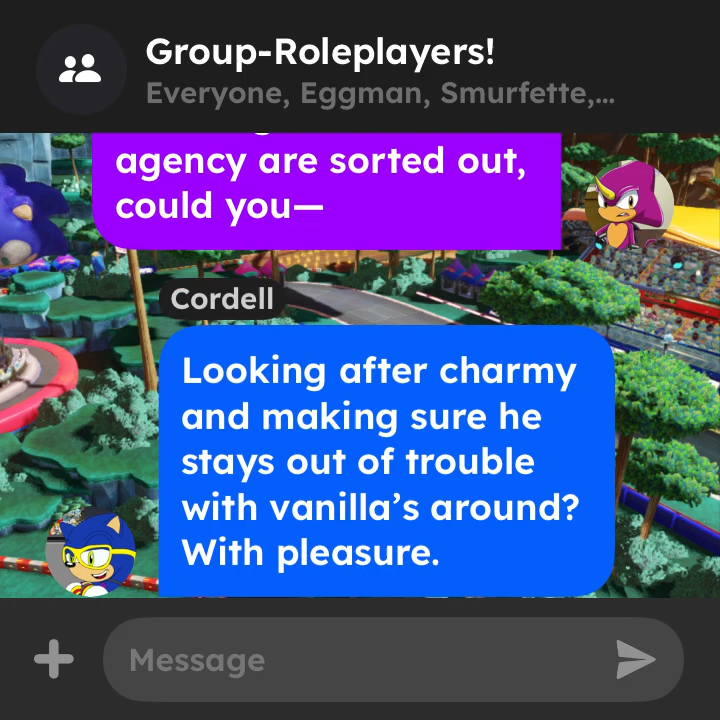 Group-Roleplayers!
Everyone, Eggman, Smurfette,...
agency are sorted out,
could you—
Cordell
Looking after charmy
and making sure he
stays out of trouble
with vanilla’s around?
With pleasure.
Message